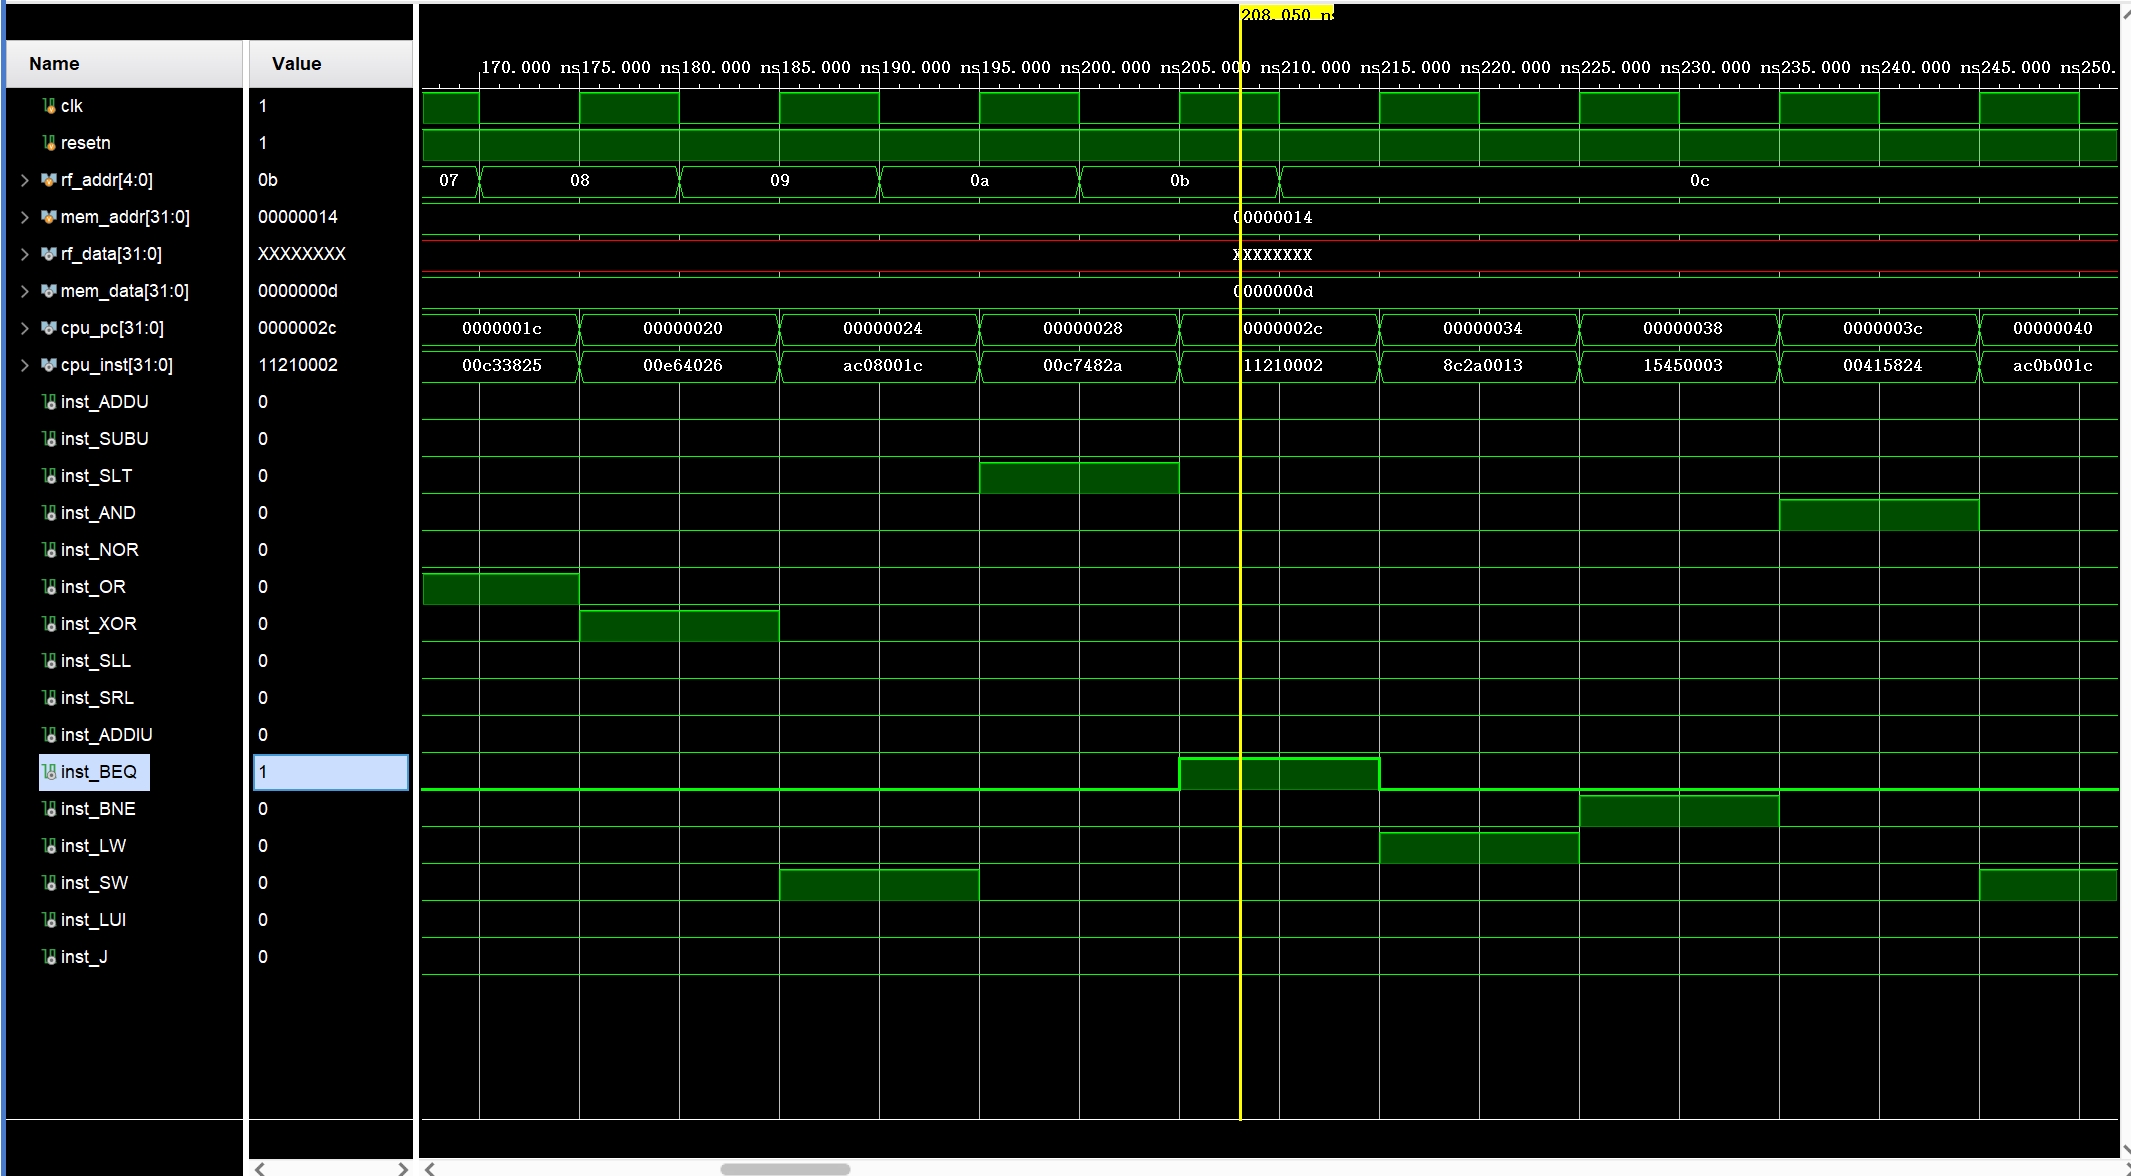 208.050 ns
Name Value
170.000 ns 175.000 ns 180.000 ns 185.000 ns 190.000 ns 195.000 ns 200.000 ns 205.000 ns 210.000 ns 215.000 ns 220.000 ns 225.000 ns 230.000 ns 235.000 ns 240.000 ns 245.000 ns 250.
clk 1
resetn 1
rf_addr[4:0] 0b 07 08 09 0a 0b 0c
mem_addr[31:0] 00000014 00000014
rf_data[31:0] XXXXXXXX XXXXXXXX
mem_data[31:0] 0000000d 0000000d
cpu_pc[31:0] 0000002c 0000001c 00000020 00000024 00000028 0000002c 00000034 00000038 0000003c 00000040
cpu_inst[31:0] 11210002 00c33825 00e64026 ac08001c 00c7482a 11210002 8c2a0013 15450003 00415824 ac0b001c
inst_ADDU 0
inst_SUBU 0
inst_SLT 0
inst_AND 0
inst_NOR 0
inst_OR 0
inst_XOR 0
inst_SLL 0
inst_SRL 0
inst_ADDIU 0
inst_BEQ 1
inst_BNE 0
inst_LW 0
inst_SW 0
inst_LUI 0
inst_J 0